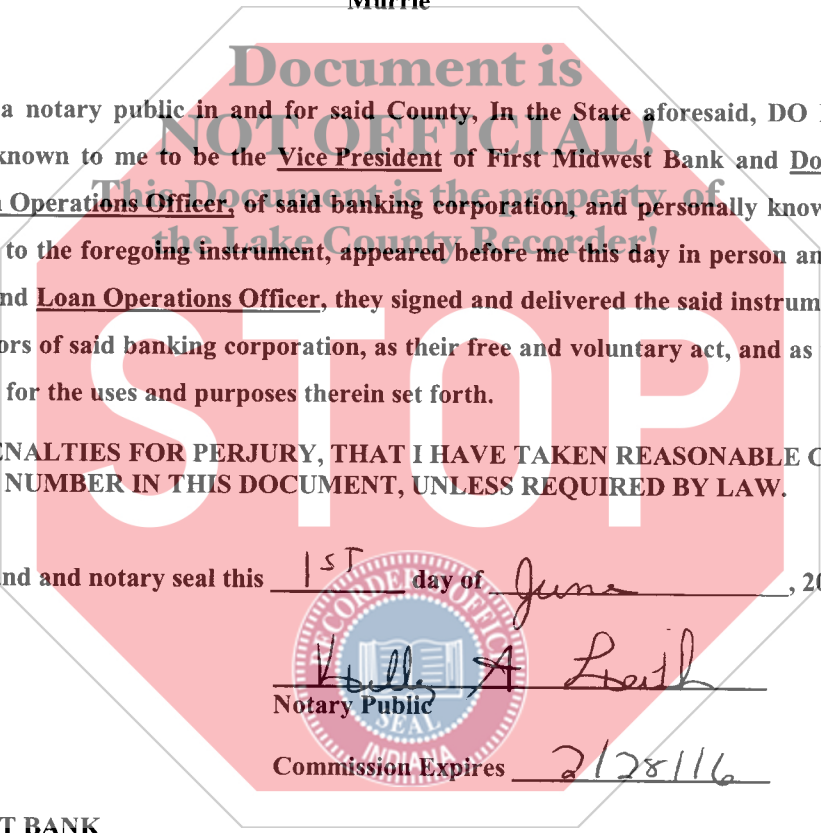 Murrie
Document is
a notary public in and for said County, In the State aforesaid, DO
NOT OFFICIAL!
known to me to be the Vice President of First Midwest Bank and Do
This Document is the property of
Operations Officer, of said banking corporation, and personally know
the Lake County Recorder!
to the foregoing instrument, appeared before me this day in person an
nd Loan Operations Officer, they signed and delivered the said instrum
STOP
ors of said banking corporation, as their free and voluntary act, and as
for the uses and purposes therein set forth.
ENALTIES FOR PERJURY, THAT I HAVE TAKEN REASONABLE C
NUMBER IN THIS DOCUMENT, UNLESS REQUIRED BY LAW.
nd and notary seal this 1ST day of June, 20
RECORDER'S OFFICE
Kelly A Leith
Notary Public
SEAL
INDIANA
Commission Expires 2/28/16
T BANK